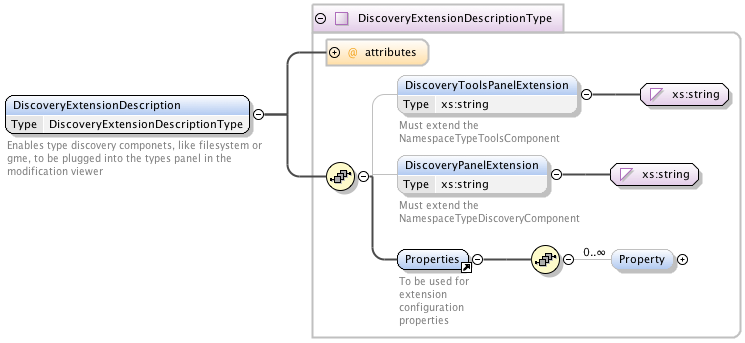 DiscoveryExtensionDescriptionType
@ attributes
DiscoveryToolsPanelExtension
Type xs:string
xs:string
Must extend the
NamespaceTypeToolsComponent
DiscoveryExtensionDescription
Type DiscoveryExtensionDescriptionType
Enables type discovery componets, like filesystem or
gme, to be plugged into the types panel in the
modification viewer
DiscoveryPanelExtension
Type xs:string
xs:string
Must extend the
NamespaceTypeDiscoveryComponent
Properties
0..∞
Property
To be used for
extension
configuration
properties